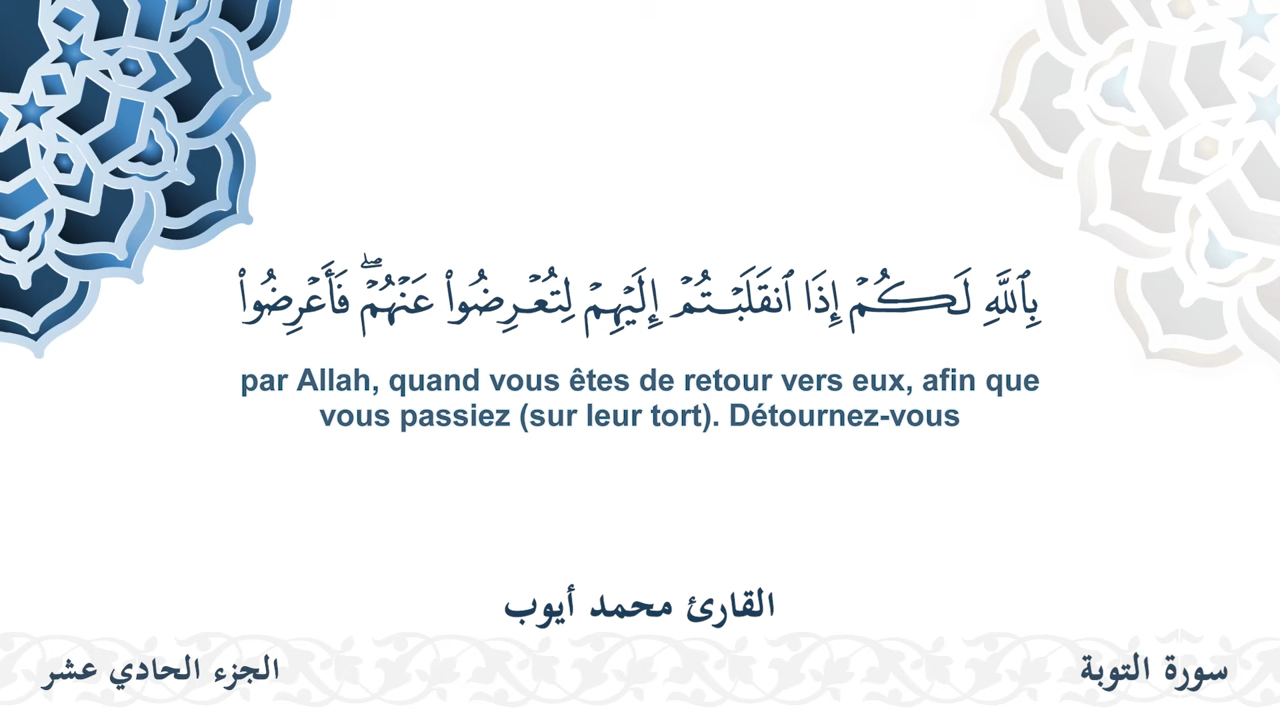 بِٱللَّهِ لَكُمۡ إِذَا ٱنقَلَبۡتُمۡ إِلَيۡهِمۡ لِتُعۡرِضُواْ عَنۡهُمۡۖ فَأَعۡرِضُواْ
par Allah, quand vous êtes de retour vers eux, afin que
vous passiez (sur leur tort). Détournez-vous
القارئ محمد أيوب
سورة التوبة
الجزء الحادي عشر